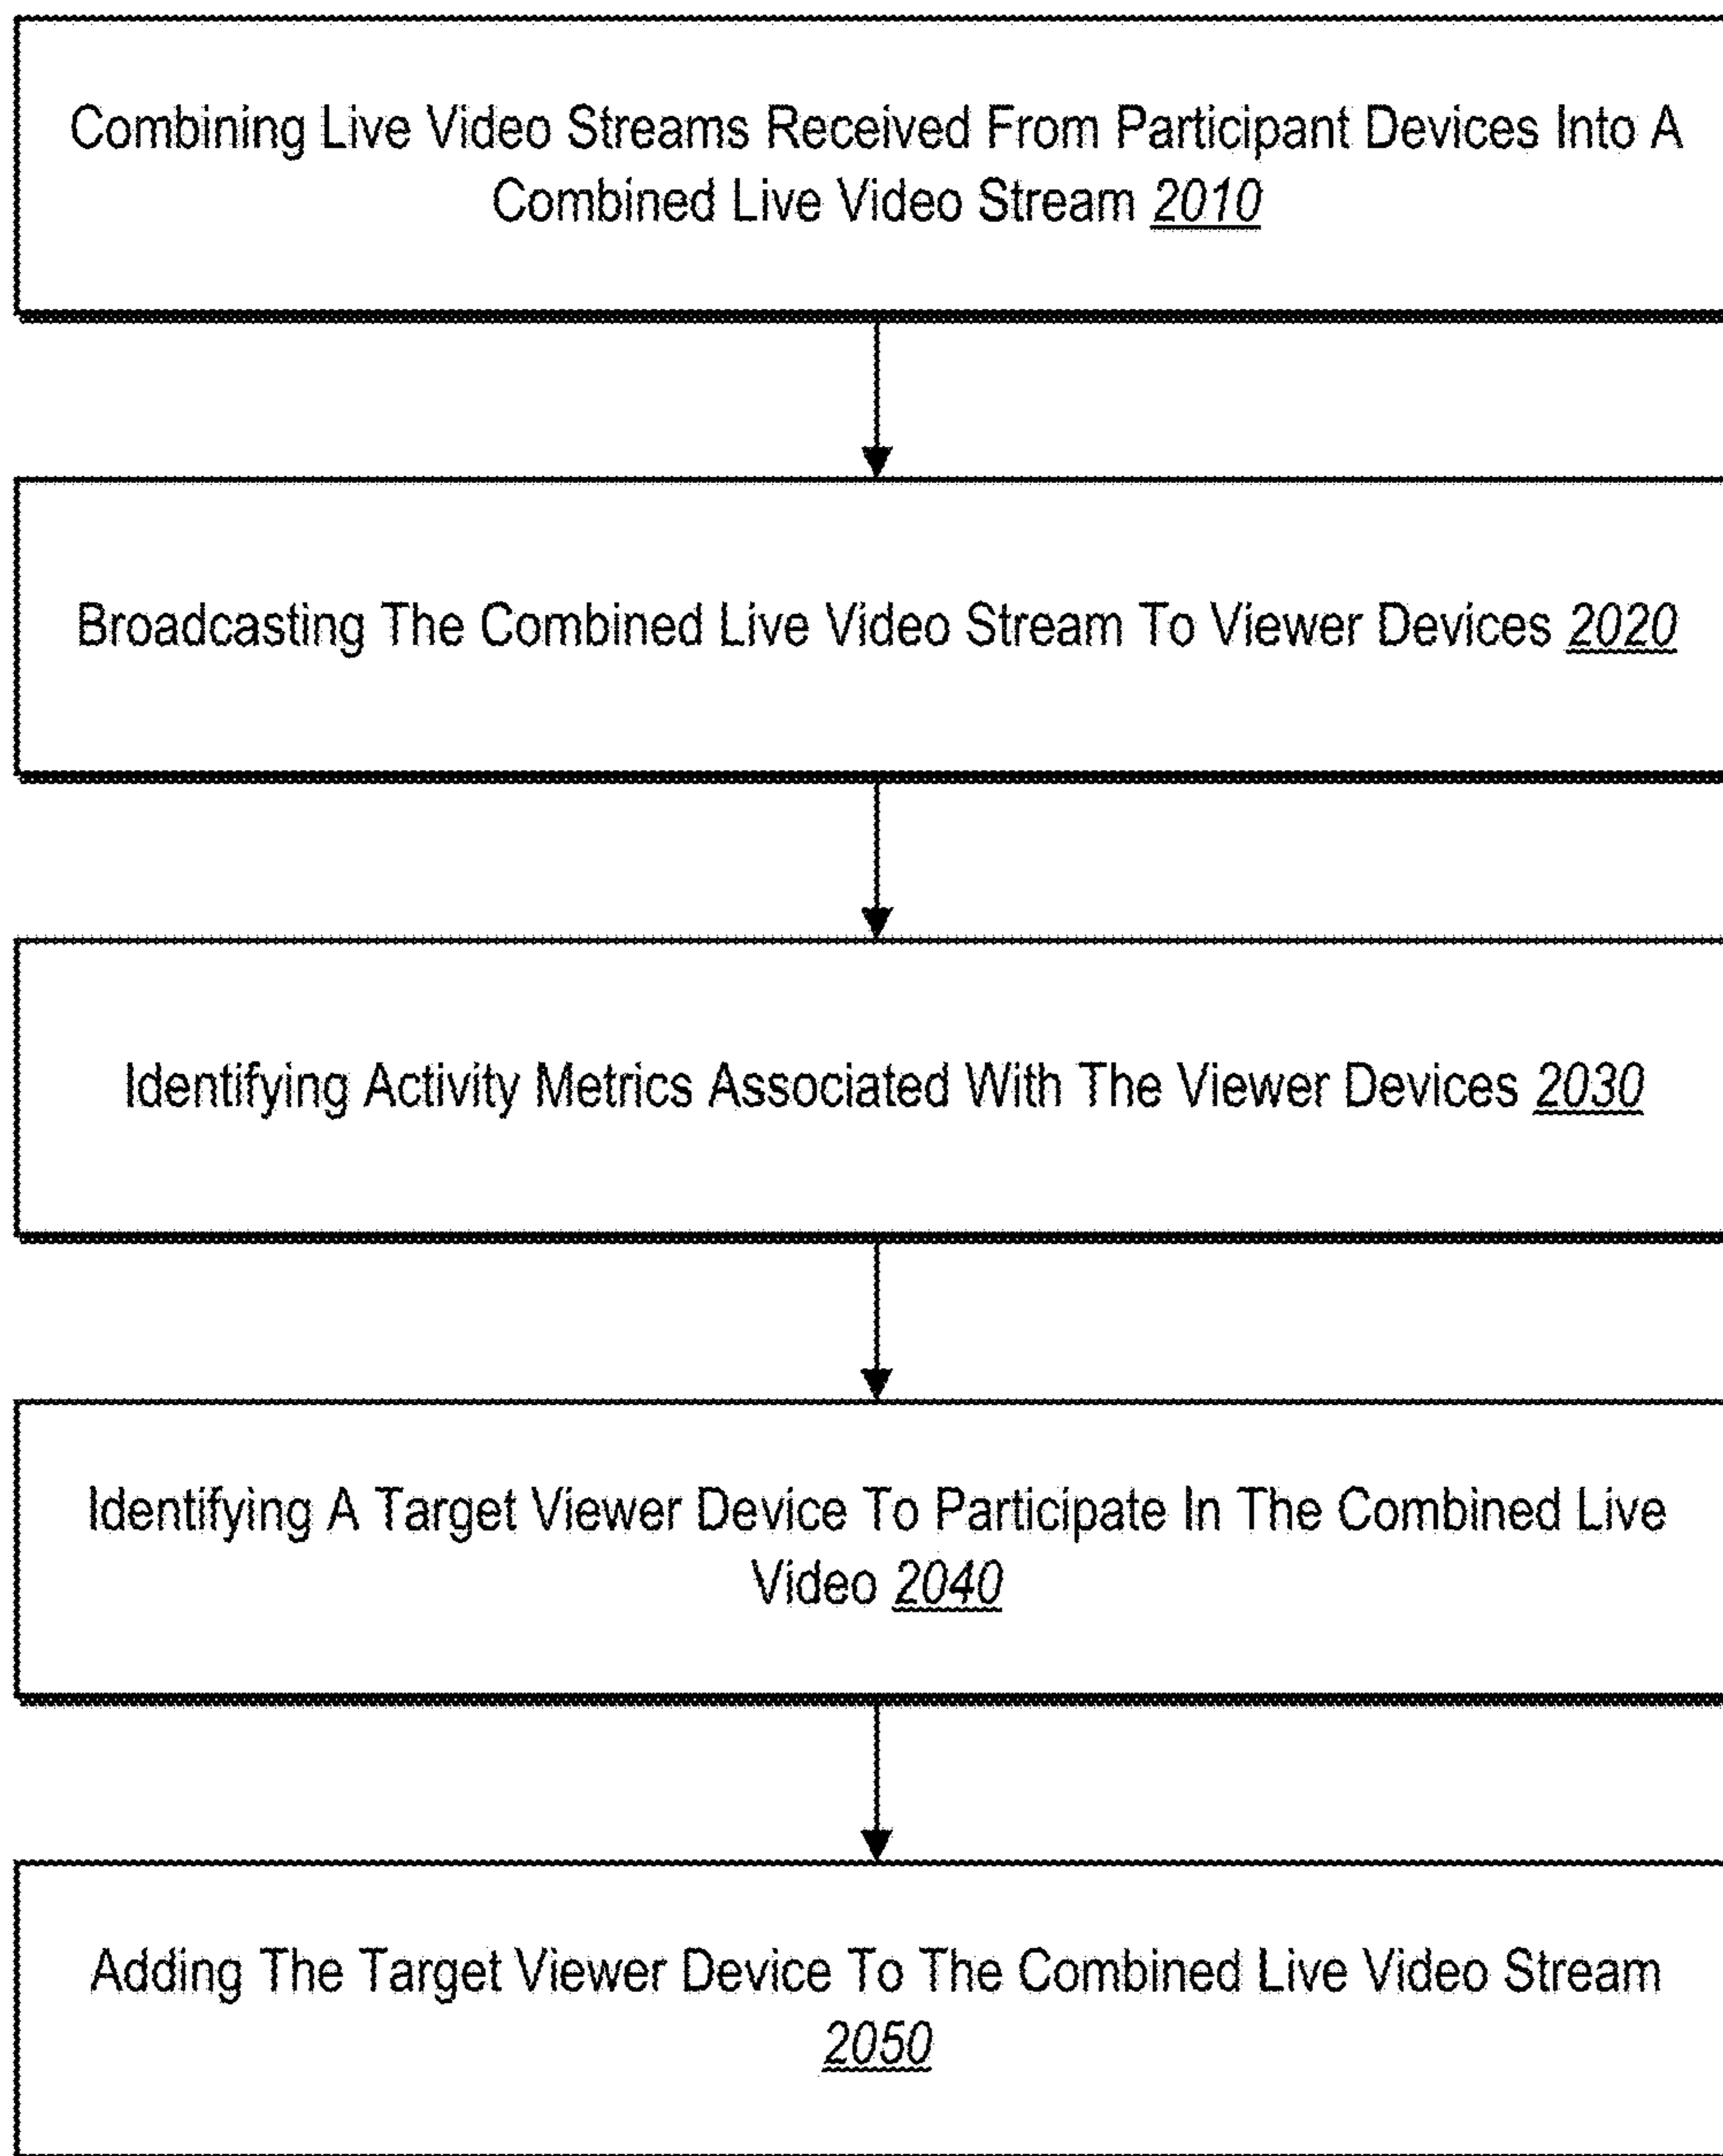 Combining Live Video Streams Received From Participant Devices Into A
Combined Live Video Stream 2010
Broadcasting The Combined Live Video Stream To Viewer Devices 2020
Identifying Activity Metrics Associated With The Viewer Devices 2030
Identifying A Target Viewer Device To Participate In The Combined Live
Video 2040
Adding The Target Viewer Device To The Combined Live Video Stream
2050